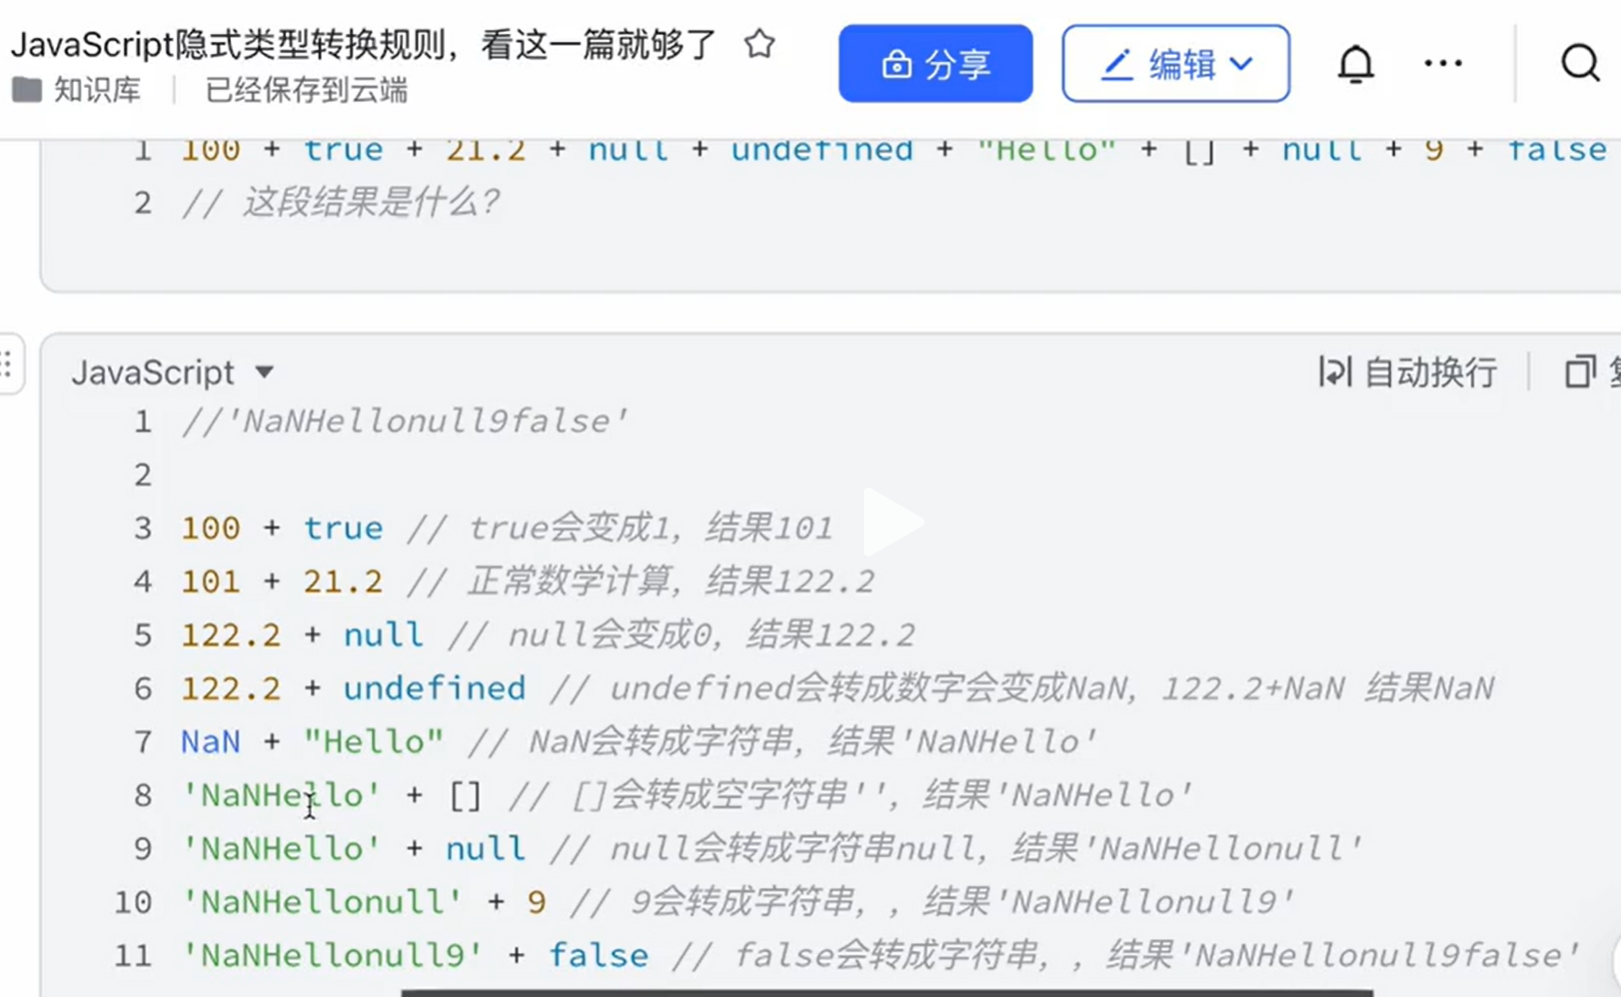 JavaScript隐式类型转换规则，看这一篇就够了
分享
编辑
知识库
已经保存到云端
1 100 + true + 21.2 + null + undefined + "Hello" + [] + null + 9 + false
2 // 这段结果是什么？
JavaScript
自动换行
1 //'NaNHellonull9false'
2
3 100 + true // true会变成1，结果101
4 101 + 21.2 // 正常数学计算，结果122.2
5 122.2 + null // null会变成0，结果122.2
6 122.2 + undefined // undefined会转成数字会变成NaN，122.2+NaN 结果NaN
7 NaN + "Hello" // NaN会转成字符串，结果'NaNHello'
8 'NaNHello' + [] // []会转成空字符串''，结果'NaNHello'
9 'NaNHello' + null // null会转成字符串null，结果'NaNHellonull'
10 'NaNHellonull' + 9 // 9会转成字符串，，结果'NaNHellonull9'
11 'NaNHellonull9' + false // false会转成字符串，，结果'NaNHellonull9false'